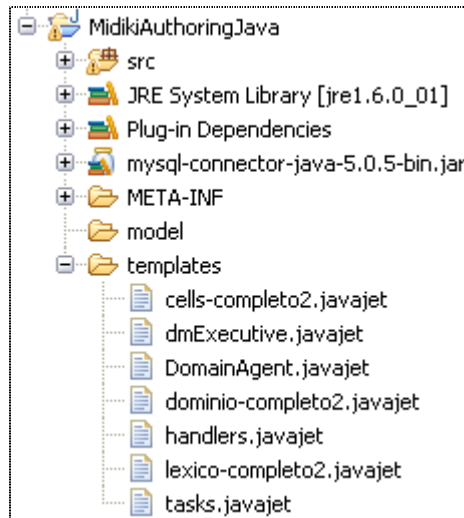 MidikiAuthoringJava
src
JRE System Library [jre1.6.0_01]
Plug-in Dependencies
mysql-connector-java-5.0.5-bin.jar
META-INF
model
templates
cells-completo2.javajet
dmExecutive.javajet
DomainAgent.javajet
dominio-completo2.javajet
handlers.javajet
lexico-completo2.javajet
tasks.javajet